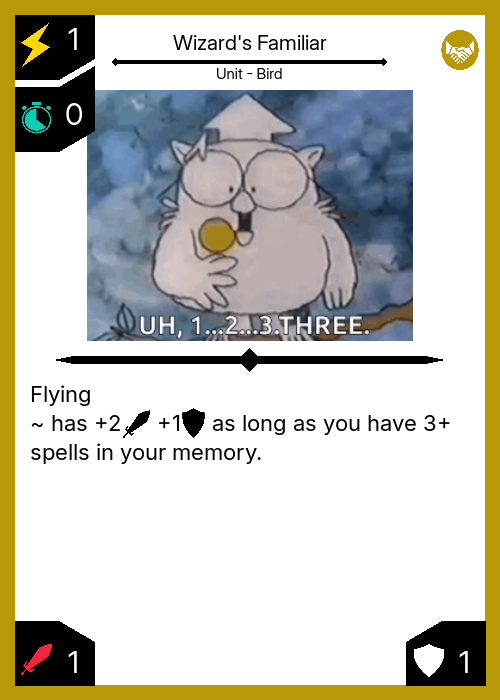 1
Wizard's Familiar
Unit - Bird
0
UH, 1...2...3.THREE.
Flying
~ has +2 +1 as long as you have 3+
spells in your memory.
1
1